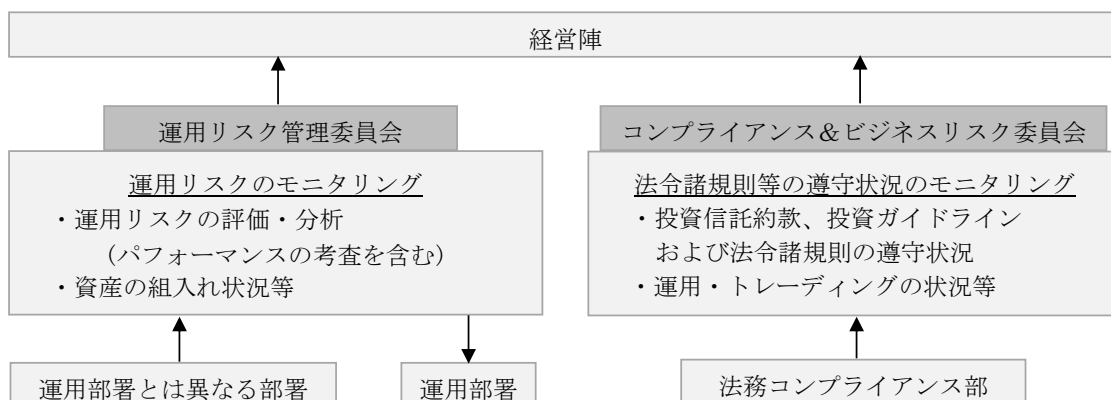 経営陣
運用リスク管理委員会
運用リスクのモニタリング
・運用リスクの評価・分析
（パフォーマンスの考査を含む）
・資産の組入れ状況等
運用部署とは異なる部署
運用部署
コンプライアンス＆ビジネスリスク委員会
法令諸規則等の遵守状況のモニタリング
・投資信託約款、投資ガイドライン
および法令諸規則の遵守状況
・運用・トレーディングの状況等
法務コンプライアンス部